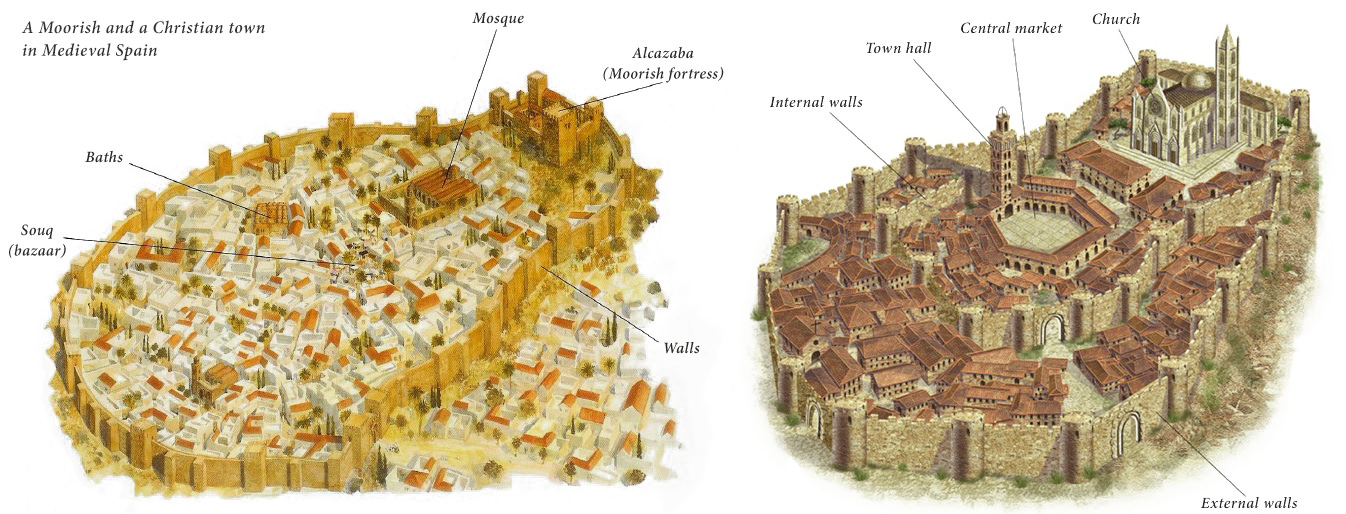 A Moorish and a Christian town
in Medieval Spain
Mosque
Alcazaba
(Moorish fortress)
Baths
Souq
(bazaar)
Walls
Church
Central market
Town hall
Internal walls
External walls